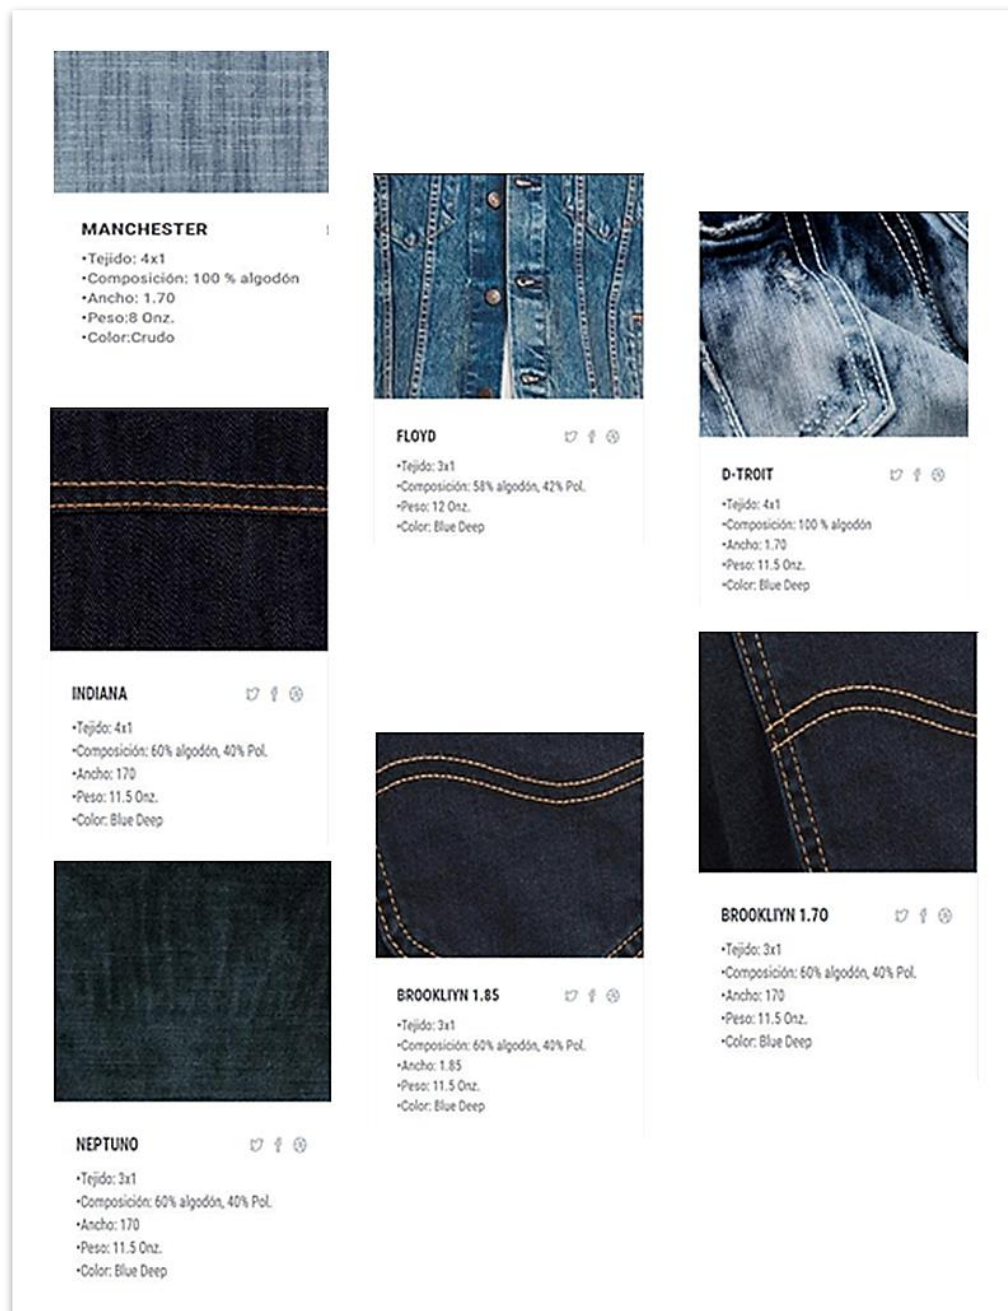 MANCHESTER
•Tejido: 4x1
•Composición: 100 % algodón
•Ancho: 1.70
•Peso:8 Onz.
•Color:Crudo
INDIANA
•Tejido: 4x1
•Composición: 60% algodón, 40% Pol.
•Ancho: 170
•Peso: 11.5 Onz.
•Color: Blue Deep
NEPTUNO
•Tejido: 3x1
•Composición: 60% algodón, 40% Pol.
•Ancho: 170
•Peso: 11.5 Onz.
•Color: Blue Deep
FLOYD
•Tejido: 3x1
•Composición: 58% algodón, 42% Pol.
•Peso: 12 Onz.
•Color: Blue Deep
BROOKLIYN 1.85
•Tejido: 3x1
•Composición: 60% algodón, 40% Pol.
•Ancho: 1.85
•Peso: 11.5 Onz.
•Color: Blue Deep
D-TROIT
•Tejido: 4x1
•Composición: 100 % algodón
•Ancho: 1.70
•Peso: 11.5 Onz.
•Color: Blue Deep
BROOKLIYN 1.70
•Tejido: 3x1
•Composición: 60% algodón, 40% Pol.
•Ancho: 170
•Peso: 11.5 Onz.
•Color: Blue Deep